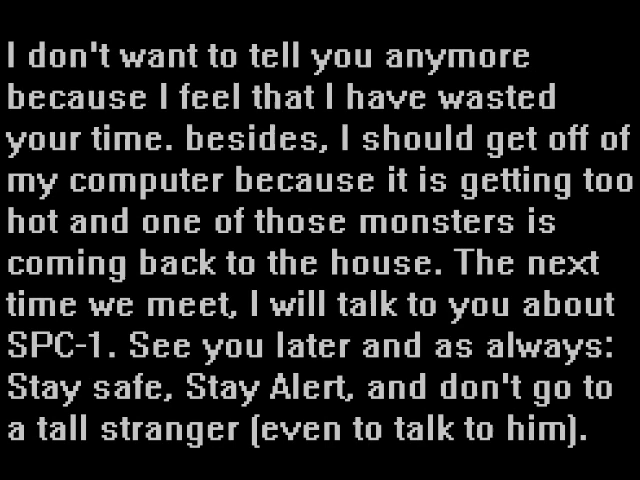 I don't want to tell you anymore
because I feel that I have wasted
your time. besides, I should get off of
my computer because it is getting too
hot and one of those monsters is
coming back to the house. The next
time we meet, I will talk to you about
SPC-1. See you later and as always:
Stay safe, Stay Alert, and don't go to
a tall stranger (even to talk to him).